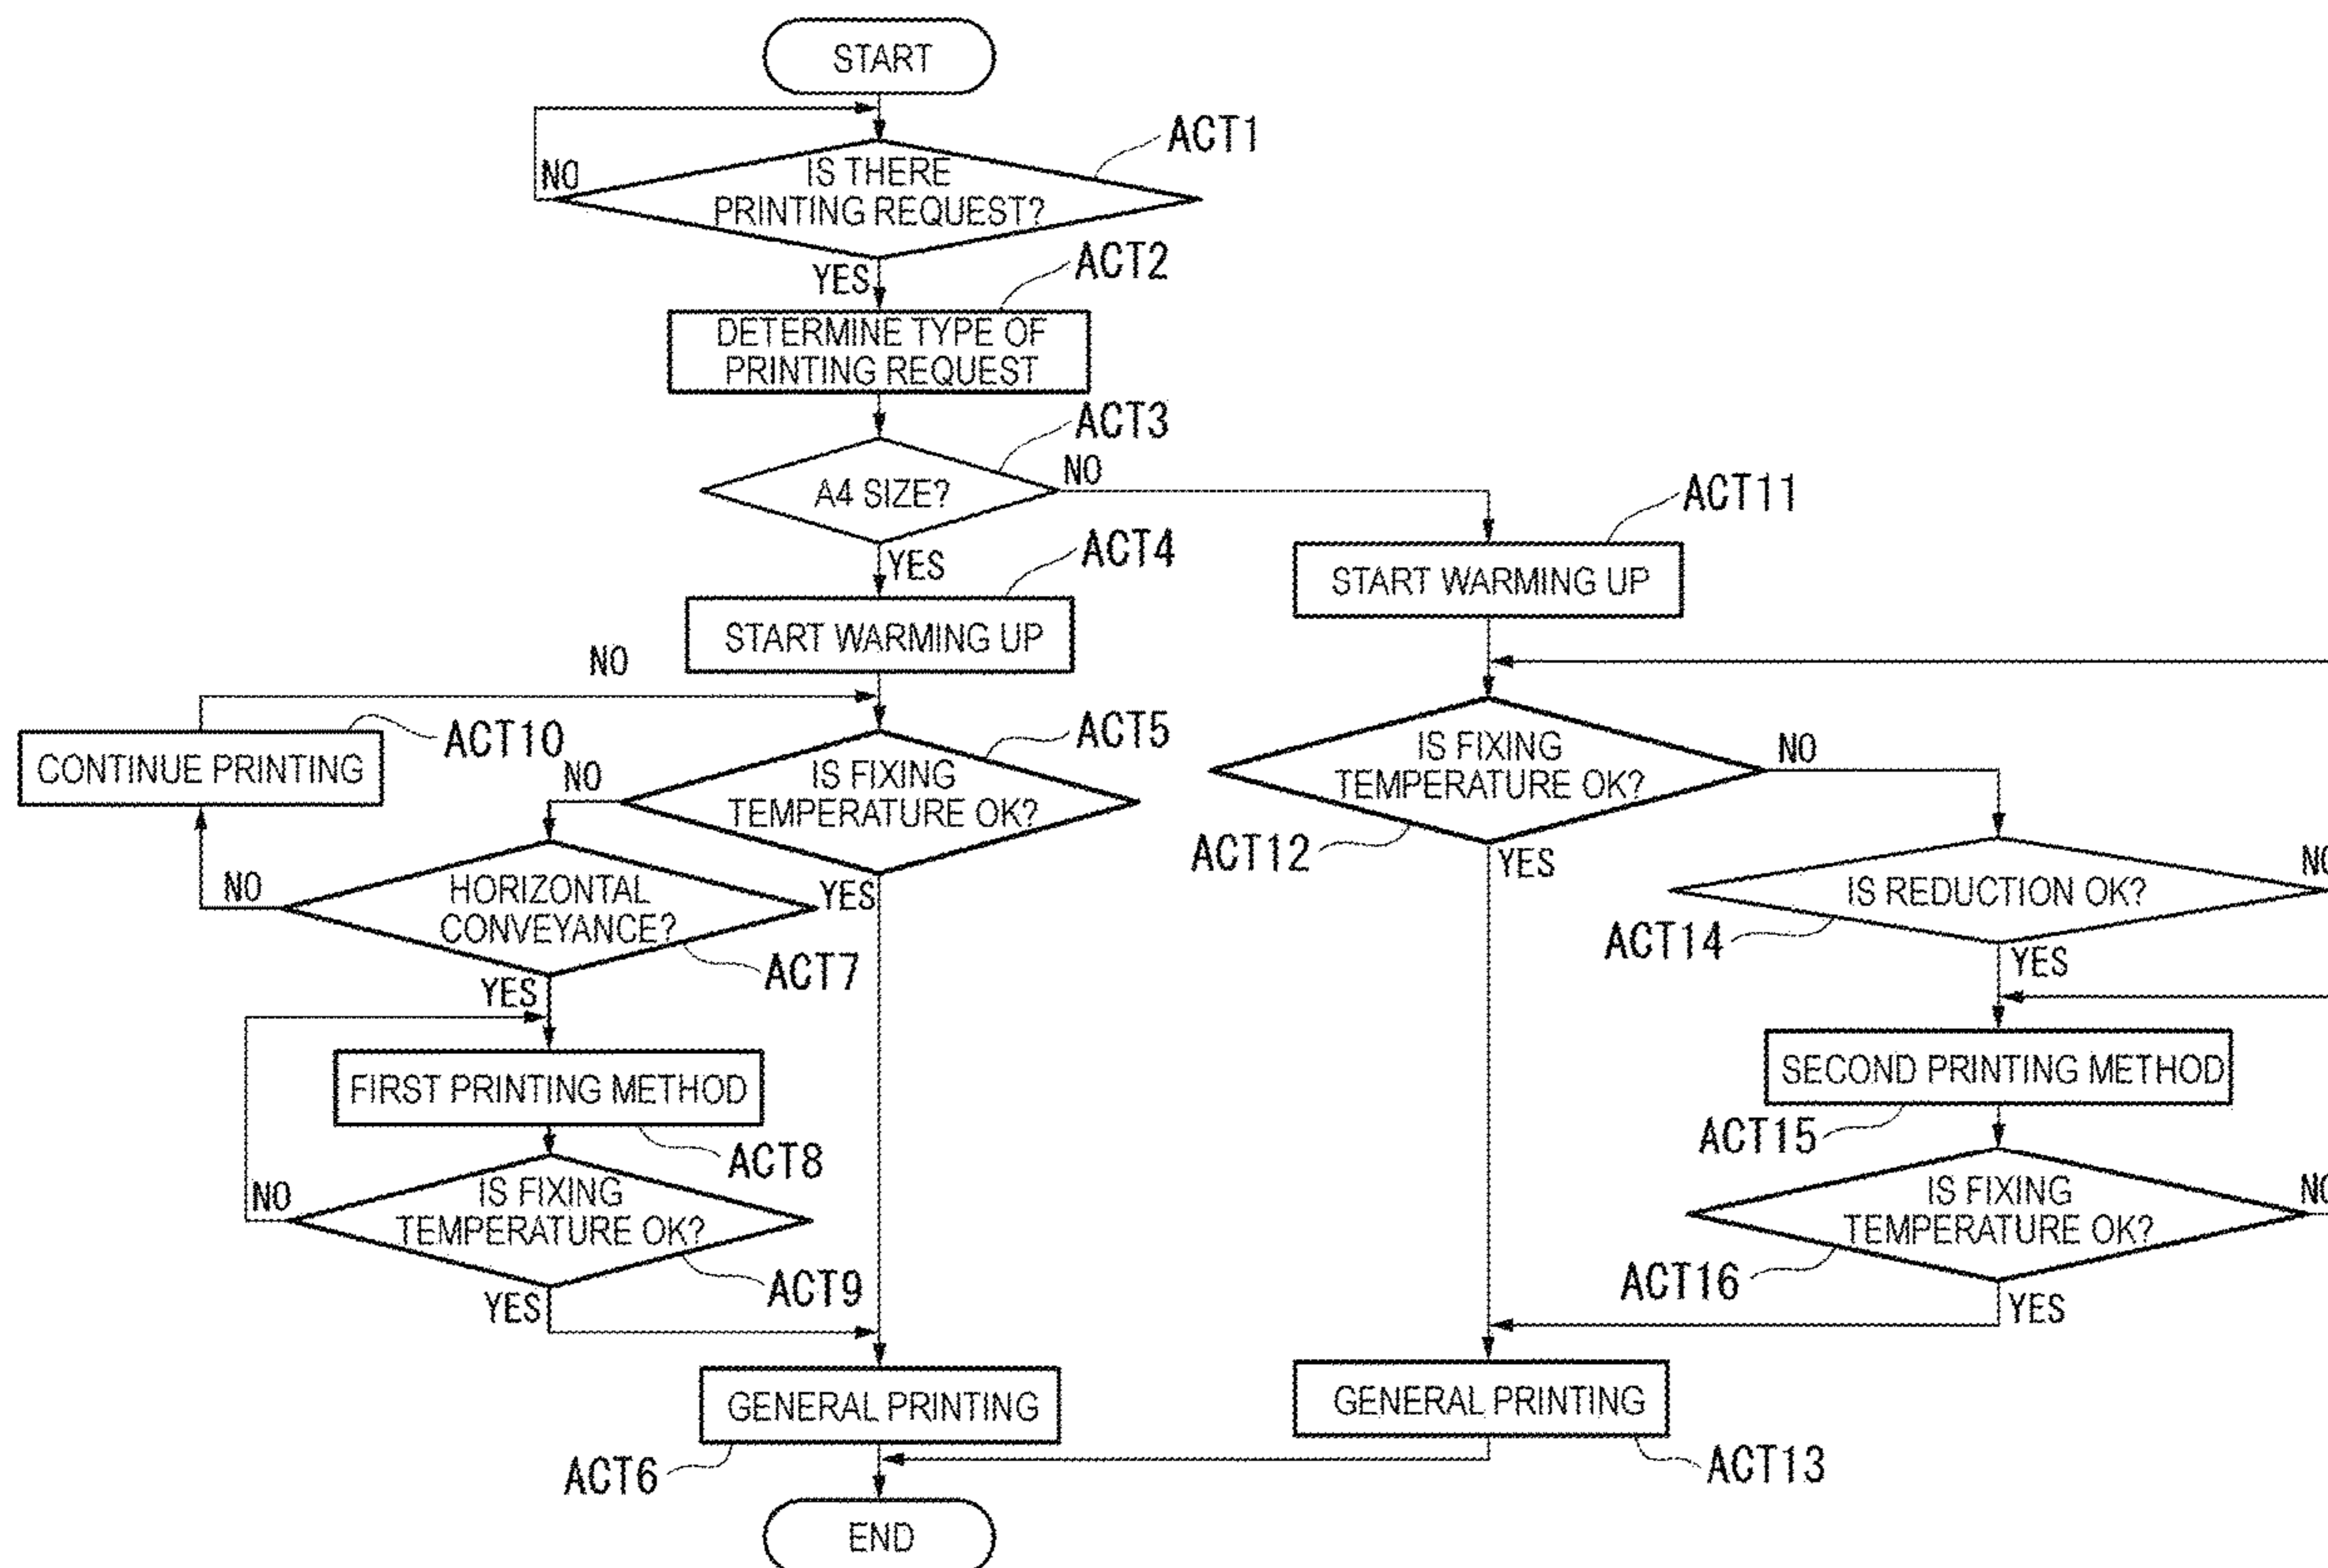 START
ACT1
NO
IS THERE
PRINTING REQUEST?
YES
ACT2
DETERMINE TYPE OF
PRINTING REQUEST
ACT3
A4 SIZE?
NO
YES
ACT4
START WARMING UP
ACT11
START WARMING UP
NO
ACT10
CONTINUE PRINTING
ACT5
NO
IS FIXING
TEMPERATURE OK?
YES
NO
HORIZONTAL
CONVEYANCE?
ACT7
YES
FIRST PRINTING METHOD
ACT8
NO
IS FIXING
TEMPERATURE OK?
ACT9
YES
GENERAL PRINTING
ACT6
IS FIXING
TEMPERATURE OK?
NO
ACT12
YES
IS REDUCTION OK?
NO
ACT14
YES
SECOND PRINTING METHOD
ACT15
IS FIXING
TEMPERATURE OK?
NO
ACT16
YES
GENERAL PRINTING
ACT13
END